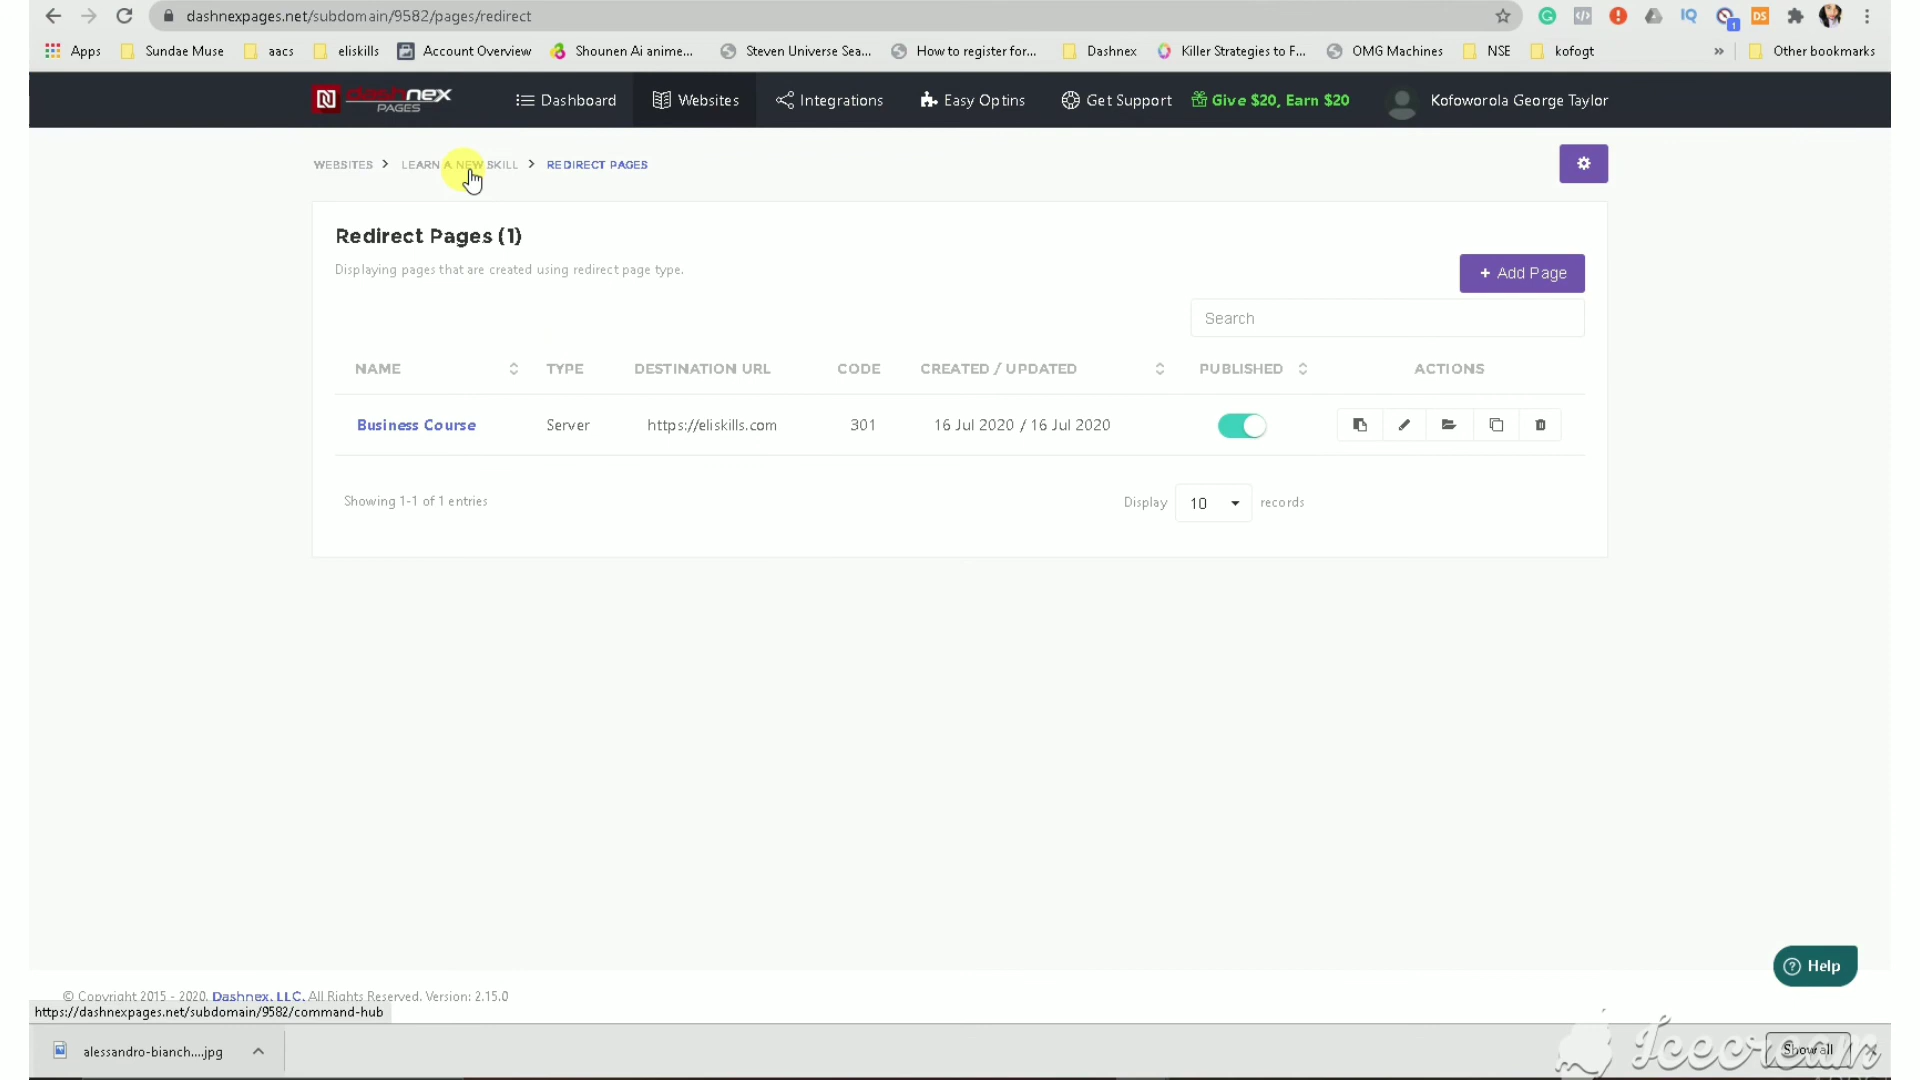 dashnexpages.net/subdomain/9582/pages/redirect
Apps Sundae Muse aacs eliskills Account Overview Shounen Ai anime... Steven Universe Sea... How to register for... Dashnex Killer Strategies to F... OMG Machines NSE kofogt » Other bookmarks
dashnex PAGES Dashboard Websites Integrations Easy Optins Get Support Give $20, Earn $20 Kofoworola George Taylor
WEBSITES > LEARN A NEW SKILL > REDIRECT PAGES
Redirect Pages (1)
Displaying pages that are created using redirect page type.
+ Add Page
Search
NAME TYPE DESTINATION URL CODE CREATED / UPDATED PUBLISHED ACTIONS
Business Course Server https://eliskills.com 301 16 Jul 2020 / 16 Jul 2020
Showing 1-1 of 1 entries Display 10 records
Help
© Copyright 2015 - 2020. Dashnex, LLC. All Rights Reserved. Version: 2.15.0
https://dashnexpages.net/subdomain/9582/command-hub
alessandro-bianch....jpg Show all
Icecream